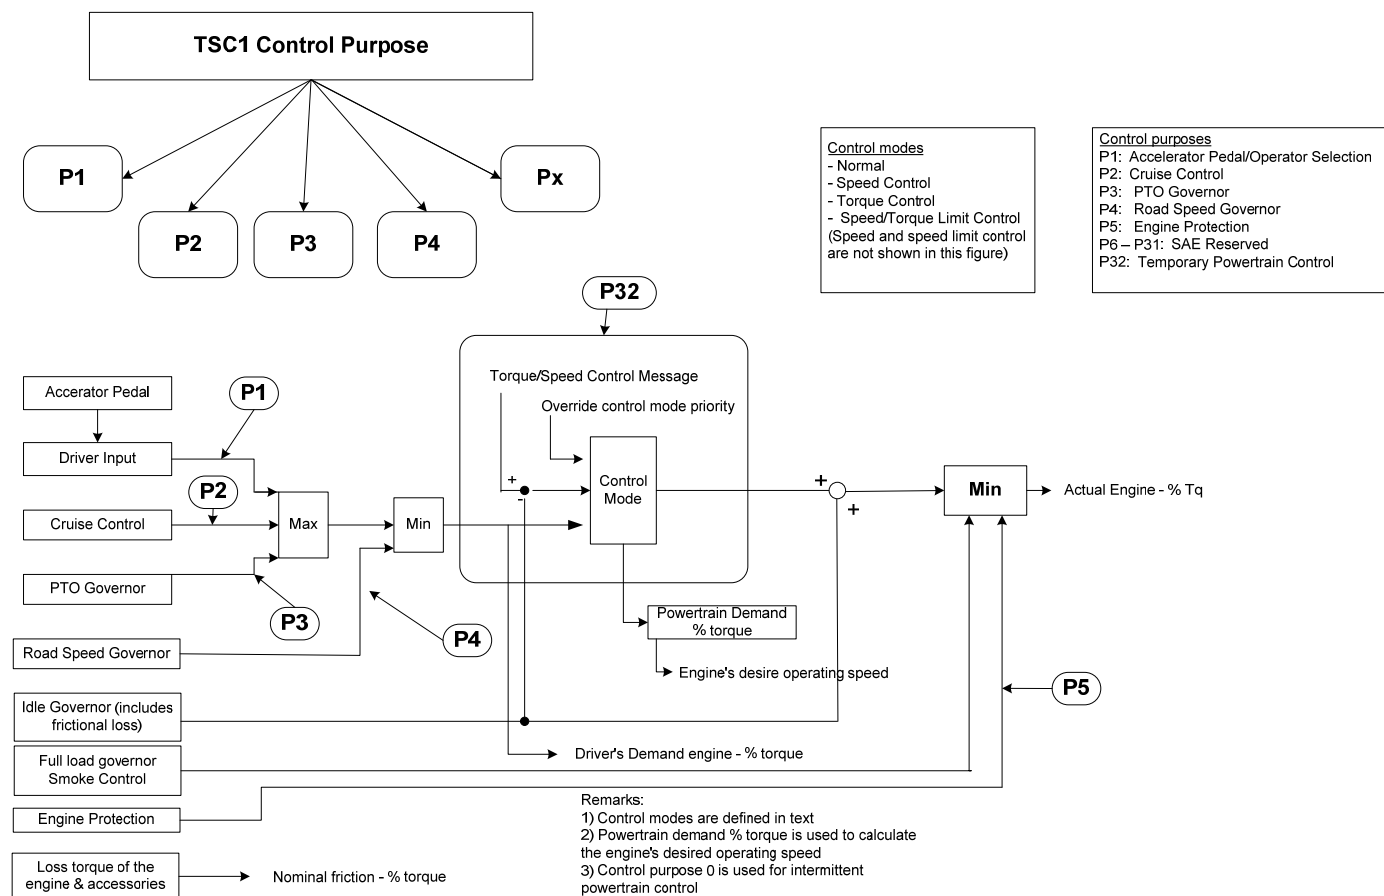 TSC1 Control Purpose
P1
Px
P2
P3
P4
Control modes
- Normal
- Speed Control
- Torque Control
- Speed/Torque Limit Control
(Speed and speed limit control
are not shown in this figure)
Control purposes
P1: Accelerator Pedal/Operator Selection
P2: Cruise Control
P3: PTO Governor
P4: Road Speed Governor
P5: Engine Protection
P6 – P31: SAE Reserved
P32: Temporary Powertrain Control
P32
Torque/Speed Control Message
Override control mode priority
Accerator Pedal
P1
Driver Input
P2
Cruise Control
Max
Min
PTO Governor
P3
P4
Road Speed Governor
+
-
Control
Mode
+
+
Min
Actual Engine - % Tq
Powertrain Demand
% torque
Engine's desire operating speed
P5
Idle Governor (includes
frictional loss)
Driver's Demand engine - % torque
Full load governor
Smoke Control
Engine Protection
Loss torque of the
engine & accessories
Nominal friction - % torque
Remarks:
1) Control modes are defined in text
2) Powertrain demand % torque is used to calculate
the engine's desired operating speed
3) Control purpose 0 is used for intermittent
powertrain control